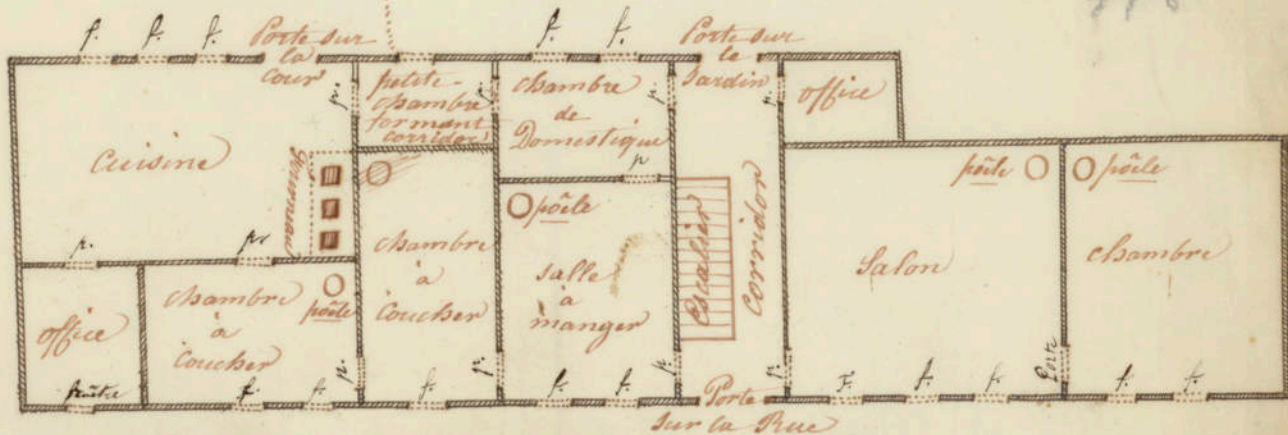 f. f. f.
Porte sur
la
cour
f. f.
Porte sur
le
Jardin
p.
petite
chambre
formant
corridor
p.
chambre
de
Domestique
p.
p.
office
Cuisine
fourneau
p
poêle
poêle
poêle
chambre
à
coucher
salle
à
manger
Escalier
Corridor
Salon
chambre
p.
p.
office
chambre
à
coucher
poêle
p.
p.
p.
p.
Porte
fenêtre
f. f.
f.
f. f.
Porte
sur la Rue
F. f. f.
f. f.